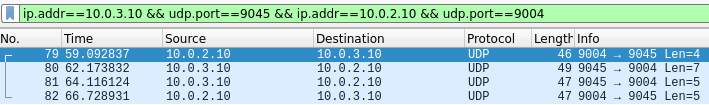 ip.addr==10.0.3.10 && udp.port==9045 && ip.addr==10.0.2.10 && udp.port==9004
No. Time Source Destination Protocol Length Info
79 59.092837 10.0.2.10 10.0.3.10 UDP 46 9004 → 9045 Len=4
80 62.173832 10.0.3.10 10.0.2.10 UDP 49 9045 → 9004 Len=7
81 64.116124 10.0.3.10 10.0.2.10 UDP 47 9045 → 9004 Len=5
82 66.728931 10.0.2.10 10.0.3.10 UDP 47 9004 → 9045 Len=5